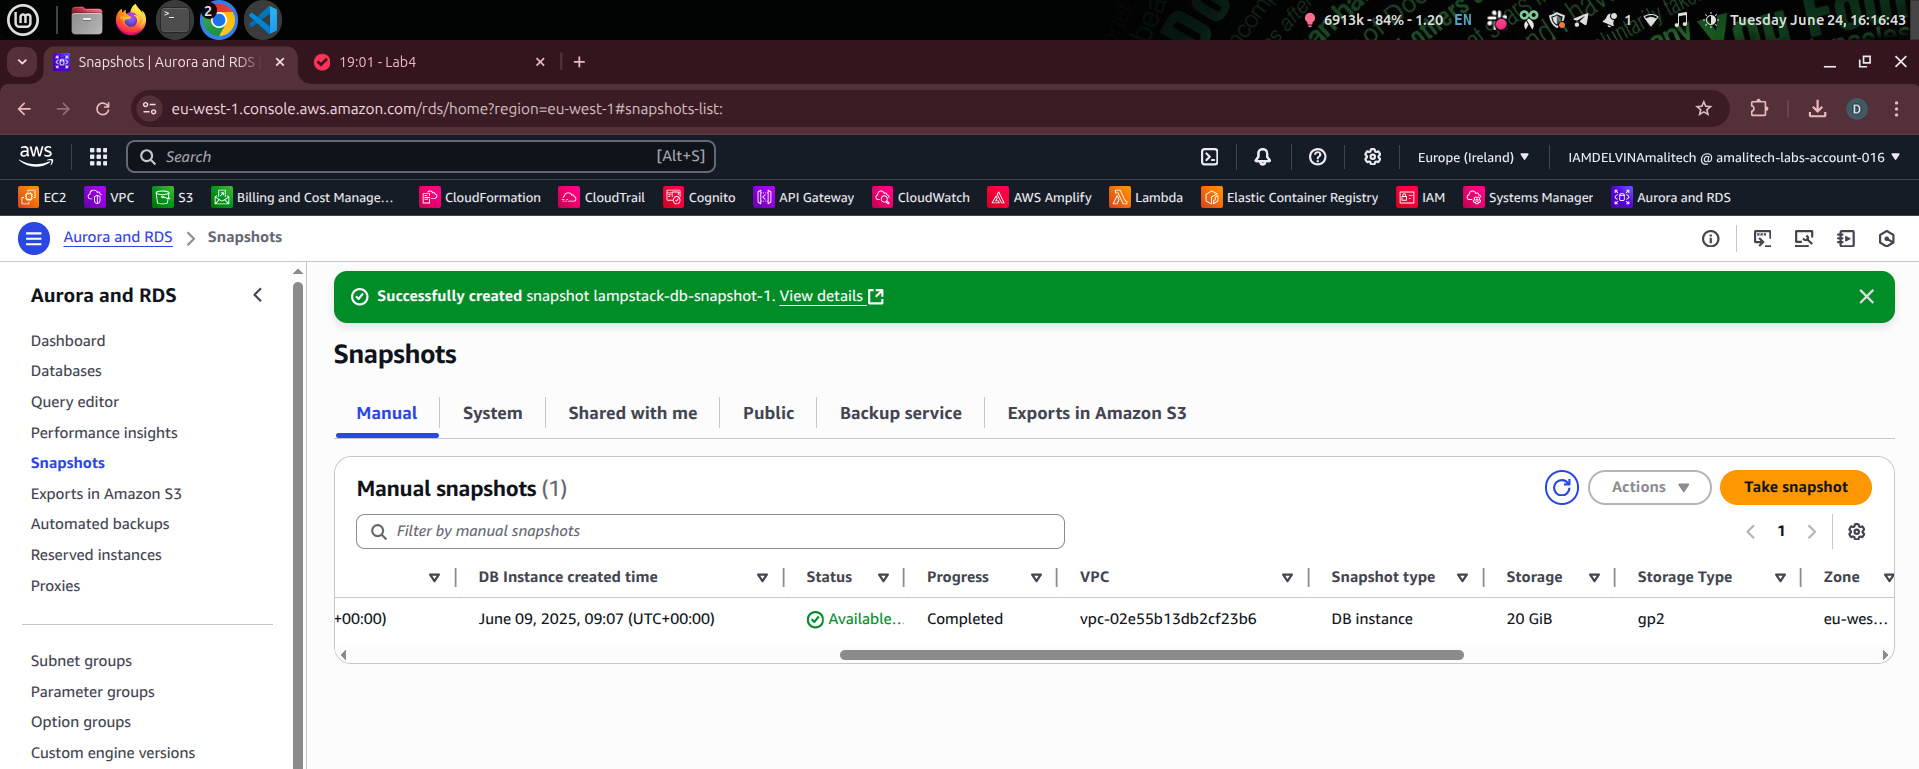 2
6913k - 84% - 1.20 EN 1 Tuesday June 24, 16:16:43
Snapshots | Aurora and RDS
19:01 - Lab4
eu-west-1.console.aws.amazon.com/rds/home?region=eu-west-1#snapshots-list:
D
aws
Search [Alt+S]
Europe (Ireland)
IAMDELVINAmalitech @ amalitech-labs-account-016
EC2 VPC S3 Billing and Cost Manage... CloudFormation CloudTrail Cognito API Gateway CloudWatch AWS Amplify Lambda Elastic Container Registry IAM Systems Manager Aurora and RDS
Aurora and RDS > Snapshots
Aurora and RDS
Dashboard
Databases
Query editor
Performance insights
Snapshots
Exports in Amazon S3
Automated backups
Reserved instances
Proxies
Subnet groups
Parameter groups
Option groups
Custom engine versions
Successfully created snapshot lampstack-db-snapshot-1. View details
Snapshots
Manual System Shared with me Public Backup service Exports in Amazon S3
Manual snapshots (1)
Actions
Take snapshot
Filter by manual snapshots
1
DB Instance created time Status Progress VPC Snapshot type Storage Storage Type Zone
+00:00) June 09, 2025, 09:07 (UTC+00:00) Available... Completed vpc-02e55b13db2cf23b6 DB instance 20 GiB gp2 eu-wes...